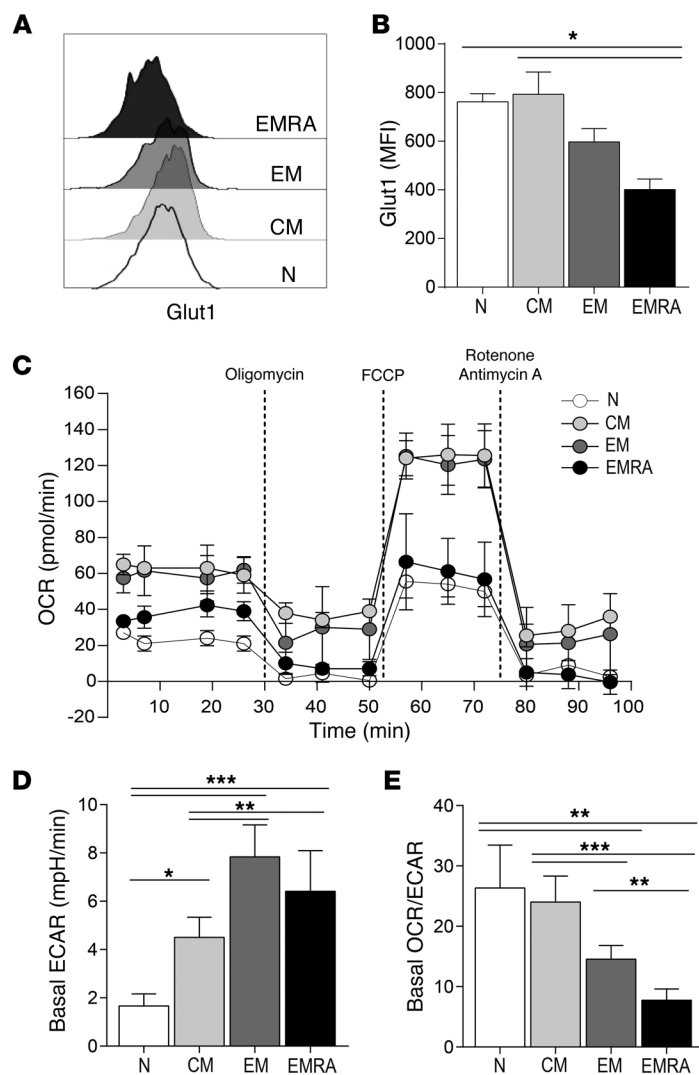 A
EMRA
EM
CM
N
Glut1
B
*
1000
800
600
400
200
0
Glut1 (MFI)
N CM EM EMRA
C
Oligomycin
FCCP
Rotenone
Antimycin A
N
CM
EM
EMRA
160
140
120
100
80
60
40
20
0
-20
OCR (pmol/min)
10 20 30 40 50 60 70 80 90 100
Time (min)
D
***
**
*
10
8
6
4
2
0
Basal ECAR (mpH/min)
N CM EM EMRA
E
**
***
**
40
30
20
10
0
Basal OCR/ECAR
N CM EM EMRA